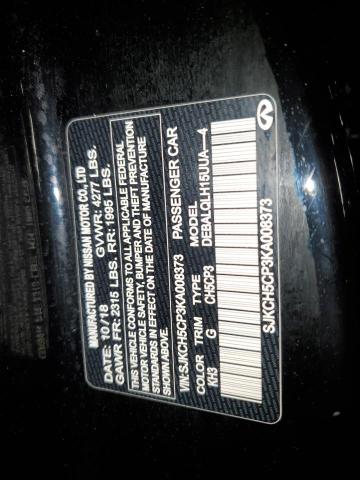 MANUFACTURED BY NISSAN MOTOR CO., LTD
DATE: 10/18 GVWR: 4277 LBS.
GAWR FR: 2315 LBS. RR: 1995 LBS.
THIS VEHICLE CONFORMS TO ALL APPLICABLE FEDERAL
MOTOR VEHICLE SAFETY, BUMPER AND THEFT PREVENTION
STANDARDS IN EFFECT ON THE DATE OF MANUFACTURE
SHOWN ABOVE.
VIN:SJKCH5CP3KA008373 PASSENGER CAR
COLOR TRIM TYPE MODEL
KH3 G CH5CP3 DEBALQLH15UUA--4
SJKCH5CP3KA008373